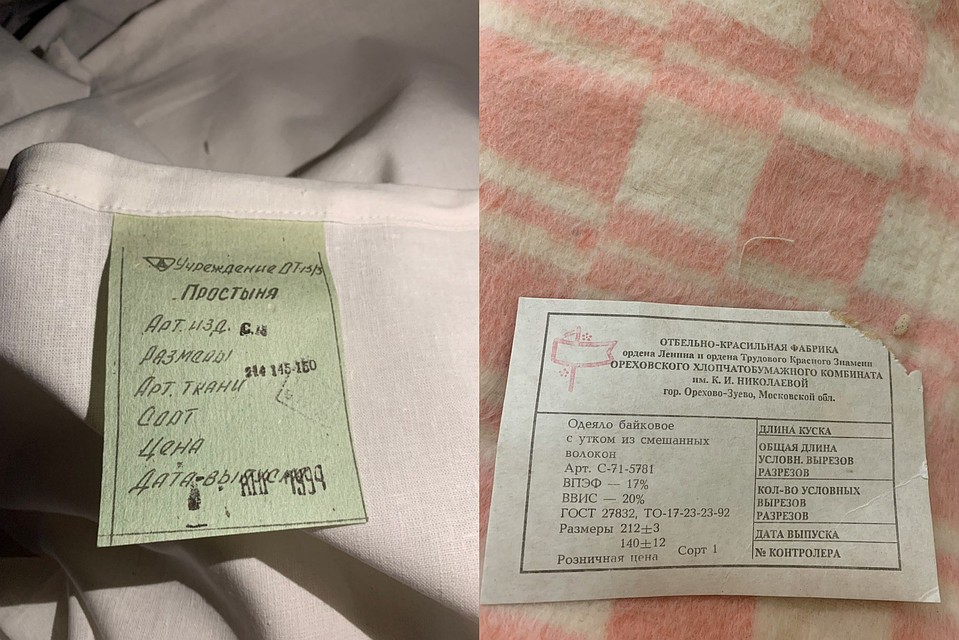 Учреждение ОТ 15/3
ПРОСТЫНЯ
АРТ. ИЗД.
РАЗМЕРЫ
214 145-150
АРТ. ТКАНИ
СОРТ
ЦЕНА
ДАТА ВЫПУСКА
ЯНВ 1994
ОТБЕЛЬНО-КРАСИЛЬНАЯ ФАБРИКА
ордена Ленина и ордена Трудового Красного Знамени
ОРЕХОВСКОГО ХЛОПЧАТОБУМАЖНОГО КОМБИНАТА
им. К. И. НИКОЛАЕВОЙ
гор. Орехово-Зуево, Московской обл.
Одеяло байковое
с утком из смешанных
волокон
Арт. С-71-5781
ВПЭФ — 17%
ВВИС — 20%
ГОСТ 27832, ТО-17-23-23-92
Размеры 212±3
140±12
Розничная цена Сорт 1
ДЛИНА КУСКА
ОБЩАЯ ДЛИНА
УСЛОВН. ВЫРЕЗОВ
РАЗРЕЗОВ
КОЛ-ВО УСЛОВНЫХ
ВЫРЕЗОВ
РАЗРЕЗОВ
ДАТА ВЫПУСКА
№ КОНТРОЛЕРА